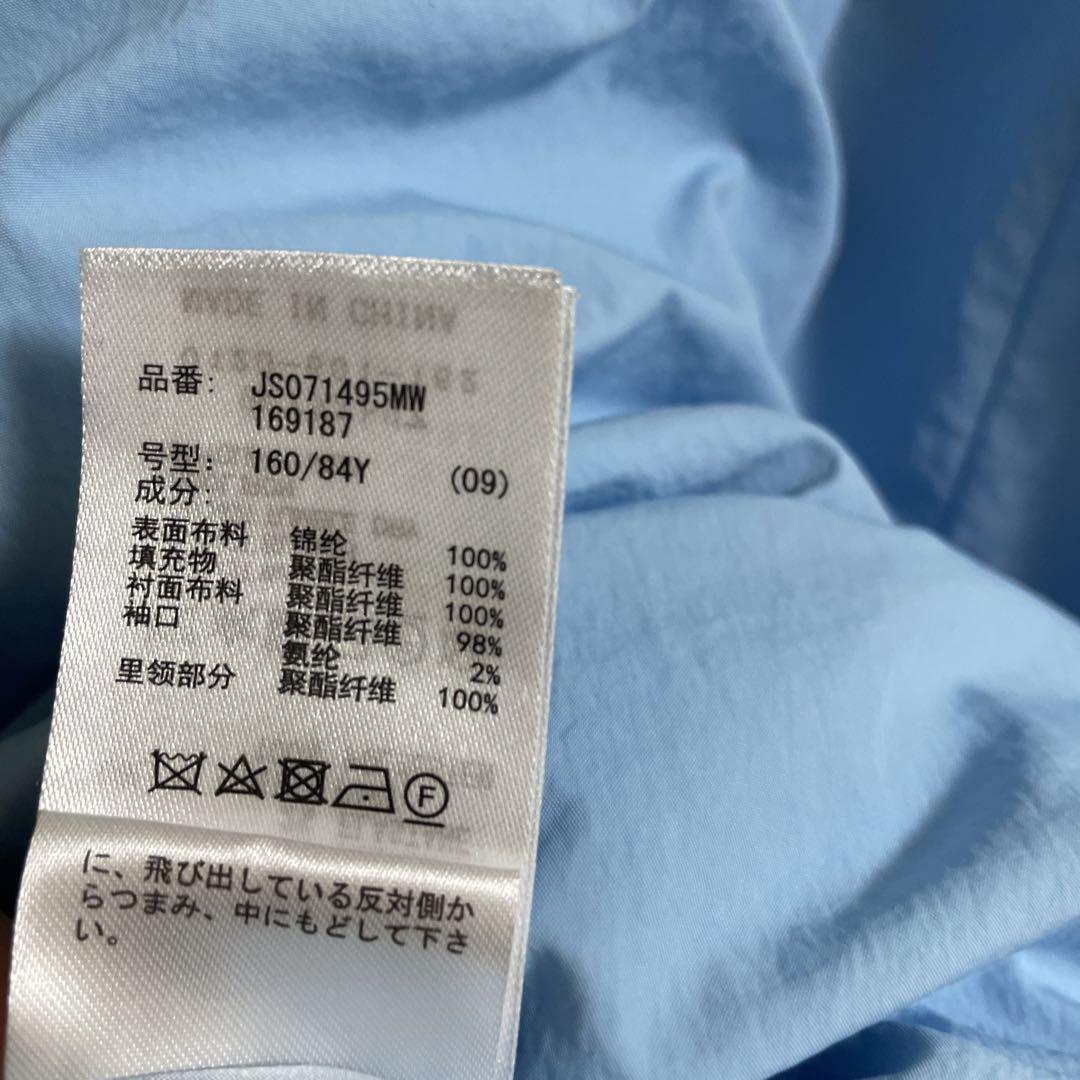 品番: JS071495MW
169187
号型: 160/84Y (09)
成分:
表面布料 锦纶 100%
填充物 聚酯纤维 100%
衬面布料 聚酯纤维 100%
袖口 聚酯纤维 98%
氨纶 2%
里领部分 聚酯纤维 100%
F
に、飛び出している反対側か
らつまみ、中にもどして下さ
い。
MADE IN CHINA